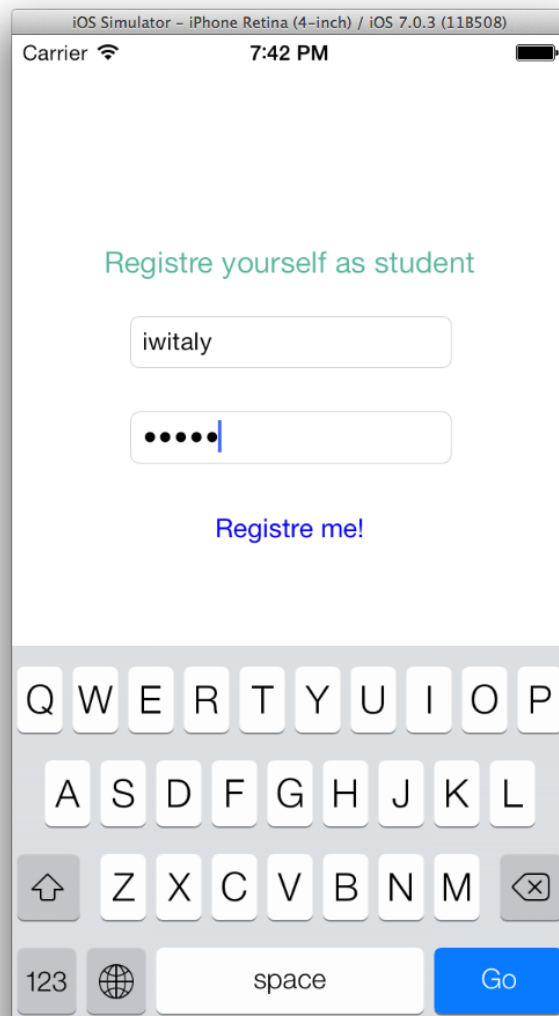 iOS Simulator – iPhone Retina (4-inch) / iOS 7.0.3 (11B508)
Carrier 7:42 PM
Registre yourself as student
iwitaly
•••••
Registre me!
Q W E R T Y U I O P
A S D F G H J K L
Z X C V B N M
123 space Go